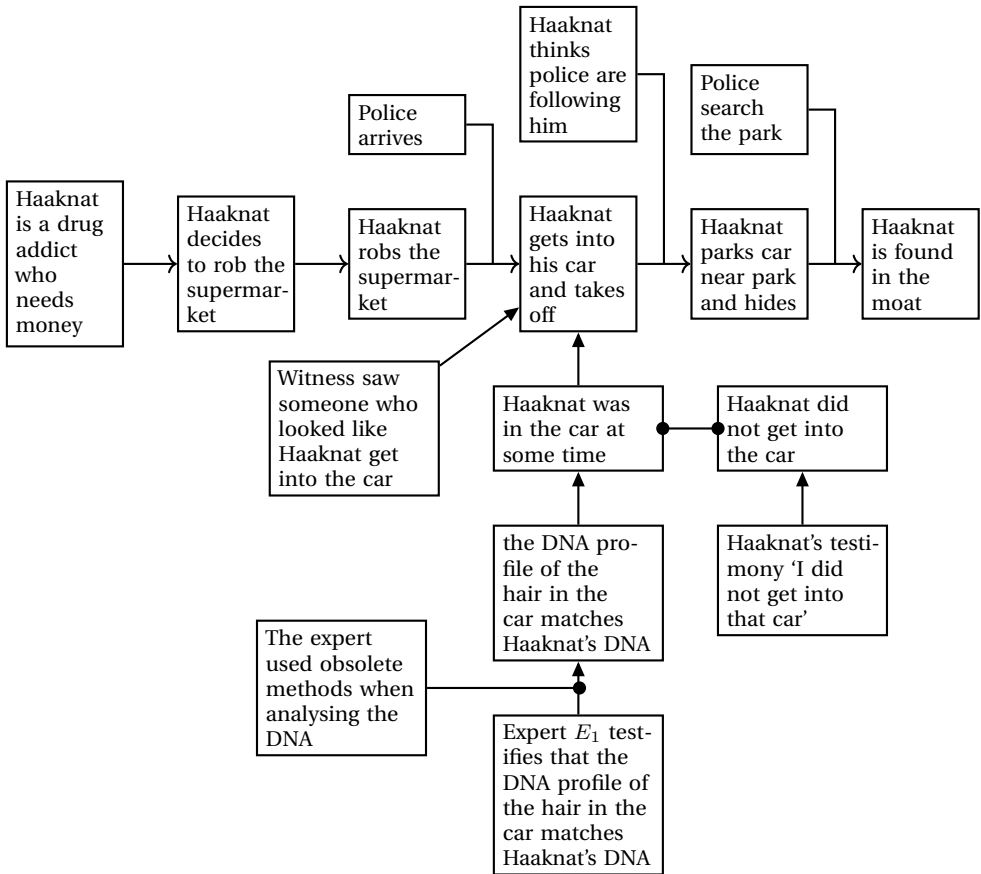 Haaknat
thinks
police are
following
him
Police
search
the park
Police
arrives
Haaknat
is a drug
addict
who
needs
money
Haaknat
decides
to rob the
supermar-
ket
Haaknat
robs the
supermar-
ket
Haaknat
gets into
his car
and takes
off
Haaknat
parks car
near park
and hides
Haaknat
is found
in the
moat
Witness saw
someone who
looked like
Haaknat get
into the car
Haaknat was
in the car at
some time
Haaknat did
not get into
the car
the DNA pro-
file of the
hair in the
car matches
Haaknat's DNA
Haaknat's testi-
mony 'I did
not get into
that car'
The expert
used obsolete
methods when
analysing the
DNA
Expert E₁ test-
ifies that the
DNA profile of
the hair in the
car matches
Haaknat's DNA